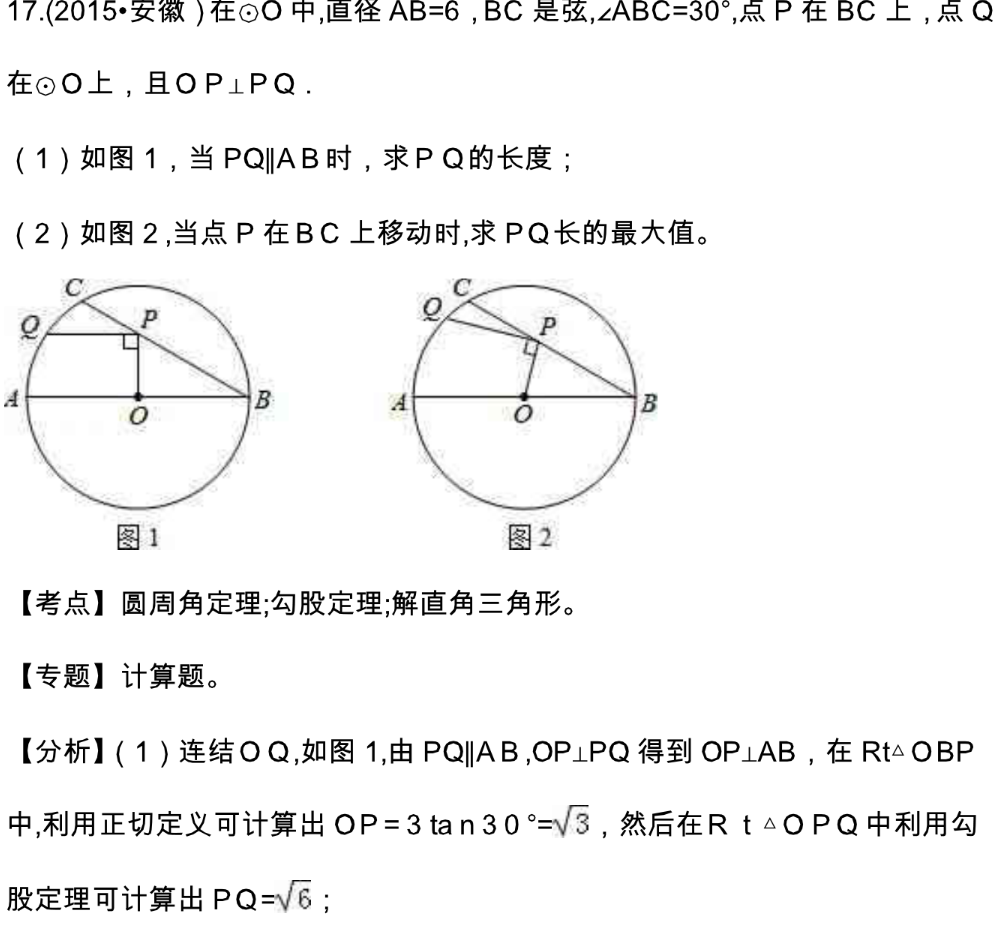 17.(2015•安徽)在⊙O 中,直径 AB=6,BC 是弦,∠ABC=30°,点 P 在 BC 上,点 Q
在⊙O上,且OP⊥PQ.
(1)如图 1,当 PQ∥AB时,求PQ的长度;
(2)如图 2,当点 P 在BC 上移动时,求 PQ长的最大值。
C
Q
P
A
O
B
图 1
C
Q
P
A
O
B
图 2
【考点】圆周角定理;勾股定理;解直角三角形。
【专题】计算题。
【分析】(1)连结OQ,如图 1,由 PQ∥AB,OP⊥PQ 得到 OP⊥AB,在 Rt△OBP
中,利用正切定义可计算出 OP=3tan30°=√3,然后在Rt△OPQ 中利用勾
股定理可计算出 PQ=√6;